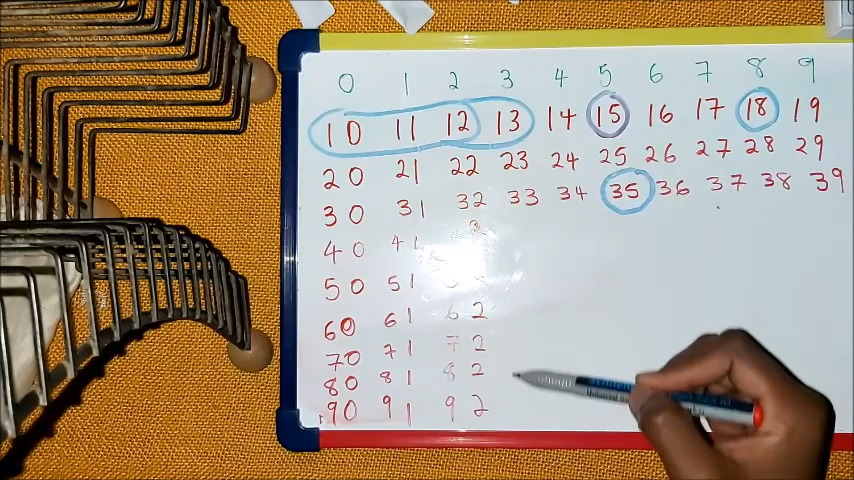 0 1 2 3 4 5 6 7 8 9
10 11 12 13 14 15 16 17 18 19
20 21 22 23 24 25 26 27 28 29
30 31 32 33 34 35 36 37 38 39
40 41
50 51
60 61 62
70 71 72
80 81 82
90 91 92